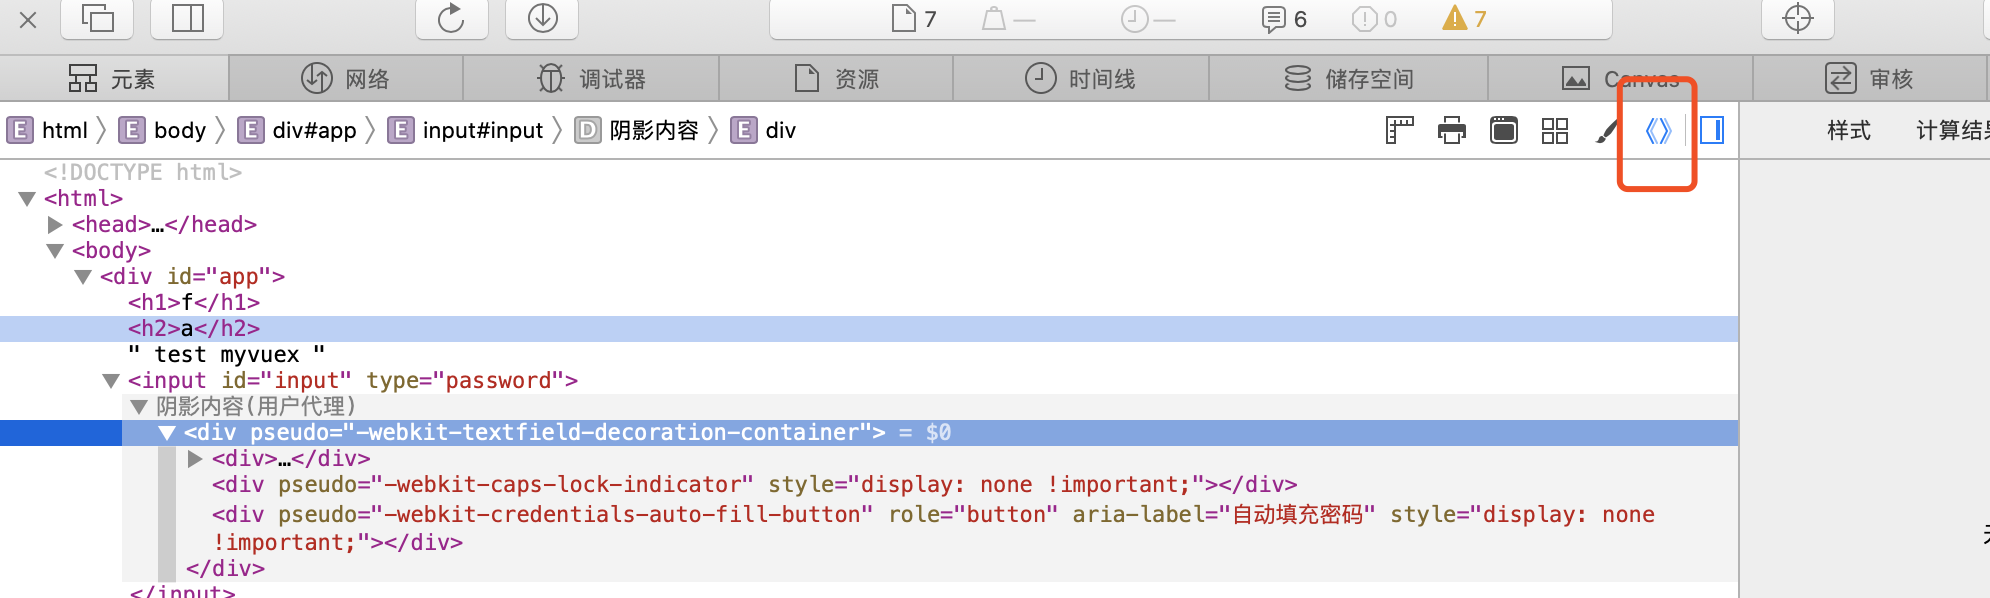 7 — — 6 0 7
元素 网络 调试器 资源 时间线 储存空间 Canvas 审核
E html E body E div#app E input#input D 阴影内容 E div 样式 计算结果
<!DOCTYPE html>
<html>
<head>…</head>
<body>
<div id="app">
<h1>f</h1>
<h2>a</h2>
" test myvuex "
<input id="input" type="password">
阴影内容(用户代理)
<div pseudo="-webkit-textfield-decoration-container"> = $0
<div>…</div>
<div pseudo="-webkit-caps-lock-indicator" style="display: none !important;"></div>
<div pseudo="-webkit-credentials-auto-fill-button" role="button" aria-label="自动填充密码" style="display: none
!important;"></div>
</div>
</input>